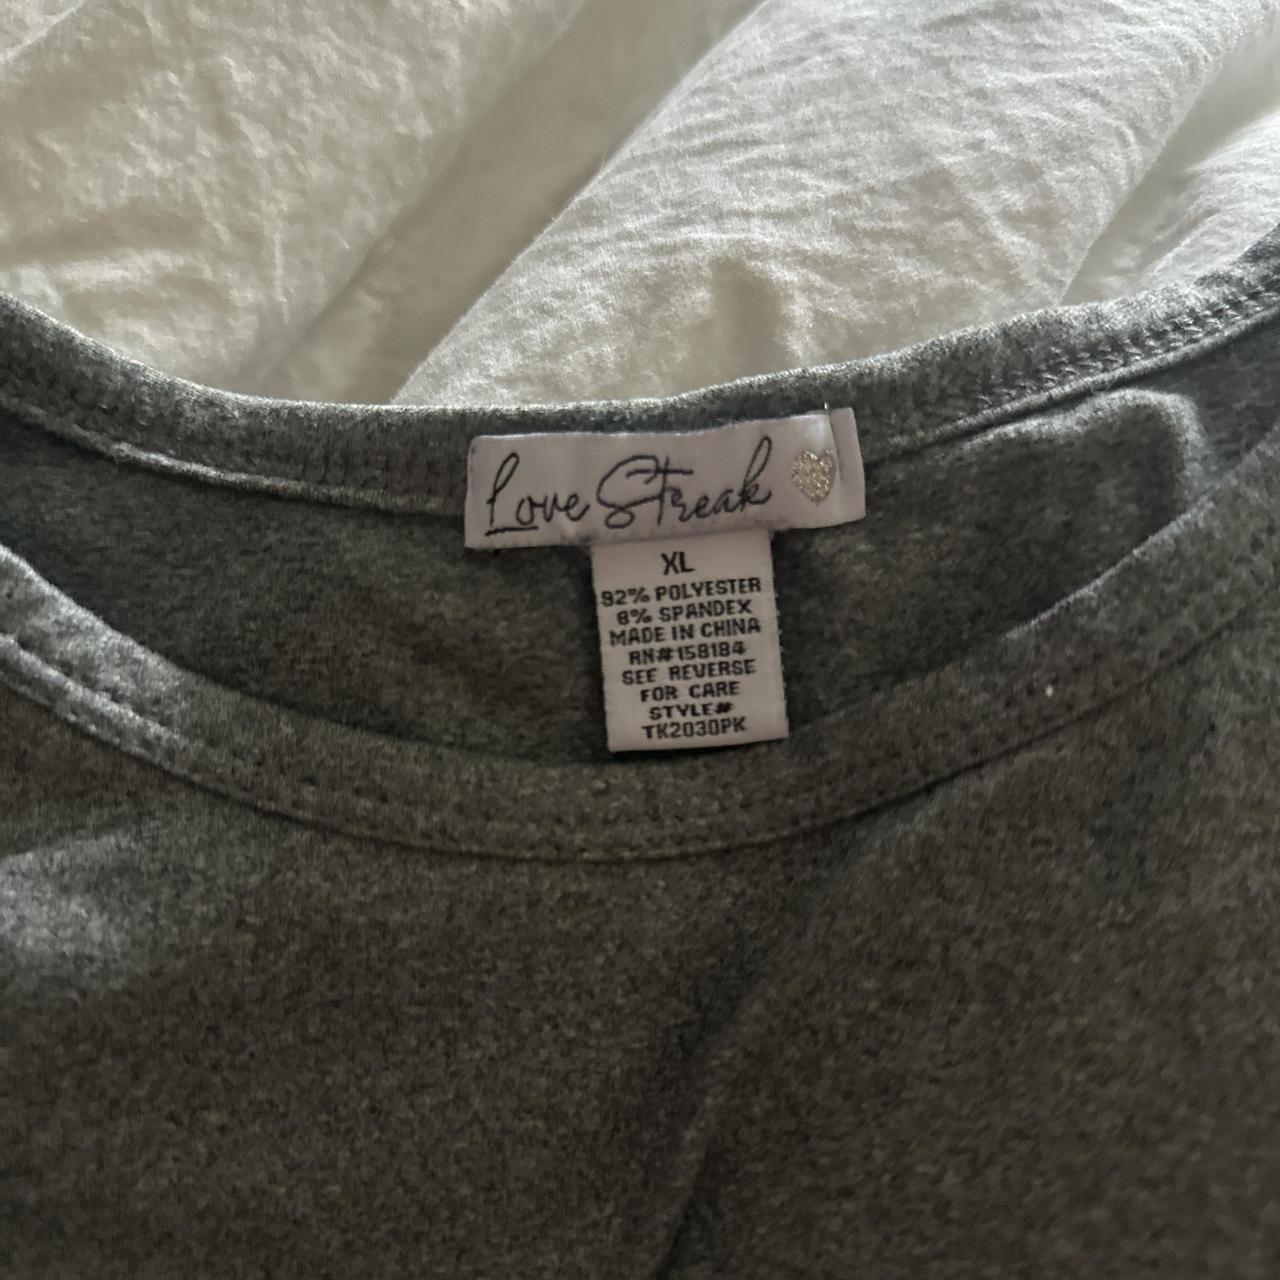 Love Streak
XL
92% POLYESTER
8% SPANDEX
MADE IN CHINA
RN#158184
SEE REVERSE
FOR CARE
STYLE#
TK2030PK